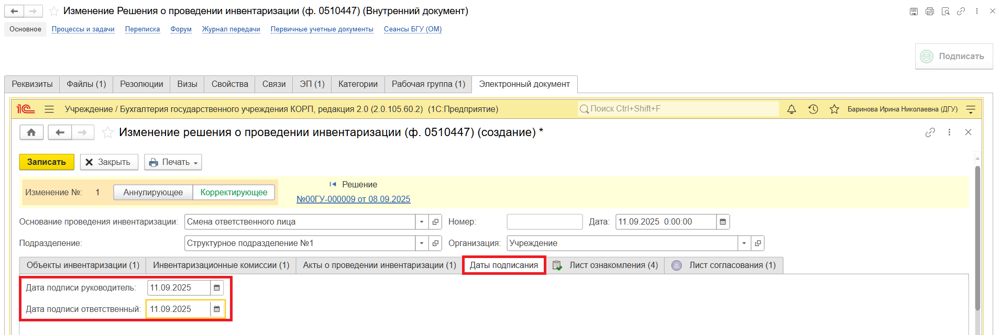 Изменение Решения о проведении инвентаризации (ф. 0510447) (Внутренний документ)
Основное Процессы и задачи Переписка Форум Журнал передачи Первичные учетные документы Сеансы БГУ (ОМ)
Подписать
Реквизиты Файлы (1) Резолюции Визы Свойства Связи ЭП (1) Категории Рабочая группа (1) Электронный документ
1С Учреждение / Бухгалтерия государственного учреждения КОРП, редакция 2.0 (2.0.105.60.2) (1С:Предприятие) Поиск Ctrl+Shift+F Баринова Ирина Николаевна (ДГУ)
Изменение решения о проведении инвентаризации (ф. 0510447) (создание) *
Записать Закрыть Печать
Решение
Изменение №: 1 Аннулирующее Корректирующее
№00ГУ-000009 от 08.09.2025
Основание проведения инвентаризации: Смена ответственного лица Номер: Дата: 11.09.2025 0:00:00
Подразделение: Структурное подразделение №1 Организация: Учреждение
Объекты инвентаризации (1) Инвентаризационные комиссии (1) Акты о проведении инвентаризации (1) Даты подписания Лист ознакомления (4) Лист согласования (1)
Дата подписи руководитель: 11.09.2025
Дата подписи ответственный: 11.09.2025